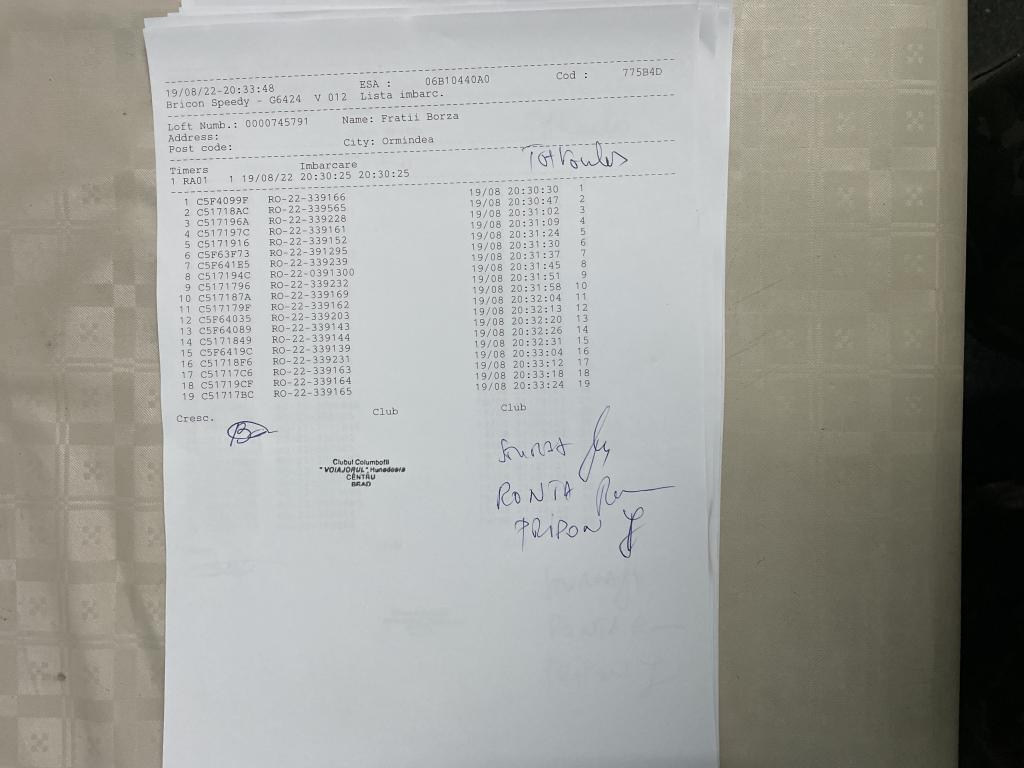 19/08/22-20:33:48 ESA : 06B10440A0 Cod : 775B4D
Bricon Speedy - G6424 V 012 Lista imbarc.
Loft Numb.: 0000745791 Name: Fratii Borza
Address:
Post code: City: Ormindea
Timers Imbarcare
1 RA01 1 19/08/22 20:30:25 20:30:25
1 C5F4099F RO-22-339166 19/08 20:30:30 1
2 C51718AC RO-22-339565 19/08 20:30:47 2
3 C517196A RO-22-339228 19/08 20:31:02 3
4 C517197C RO-22-339161 19/08 20:31:09 4
5 C5171916 RO-22-339152 19/08 20:31:24 5
6 C5F63F73 RO-22-391295 19/08 20:31:30 6
7 C5F641E5 RO-22-339239 19/08 20:31:37 7
8 C517194C RO-22-0391300 19/08 20:31:45 8
9 C5171796 RO-22-339232 19/08 20:31:51 9
10 C517187A RO-22-339169 19/08 20:31:58 10
11 C517179F RO-22-339162 19/08 20:32:04 11
12 C5F64035 RO-22-339203 19/08 20:32:13 12
13 C5F64089 RO-22-339143 19/08 20:32:20 13
14 C5171849 RO-22-339144 19/08 20:32:26 14
15 C5F6419C RO-22-339139 19/08 20:32:31 15
16 C51718F6 RO-22-339231 19/08 20:33:04 16
17 C51717C6 RO-22-339163 19/08 20:33:12 17
18 C51719CF RO-22-339164 19/08 20:33:18 18
19 C51717BC RO-22-339165 19/08 20:33:24 19
Cresc. Club Club
Clubul Columbofil
"VOIAJORUL" Hunedoara
CENTRU
BRAD
RONTA
PRIPON